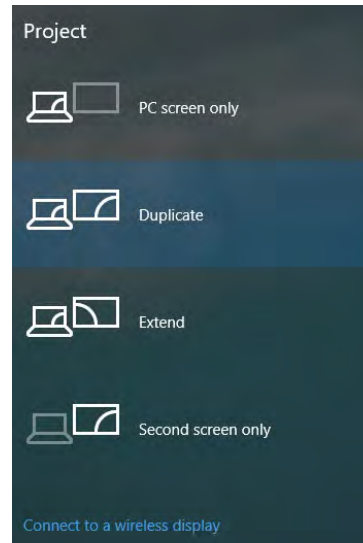 Project
PC screen only
Duplicate
Extend
Second screen only
Connect to a wireless display